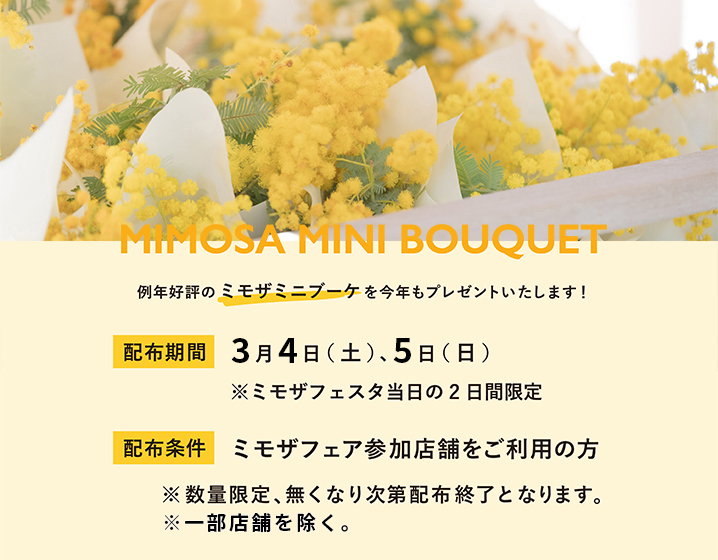 MIMOSA MINI BOUQUET
例年好評のミモザミニブーケを今年もプレゼントいたします！
配布期間 3月4日（土）、5日（日）
※ミモザフェスタ当日の2日間限定
配布条件 ミモザフェア参加店舗をご利用の方
※数量限定、無くなり次第配布終了となります。
※一部店舗を除く。